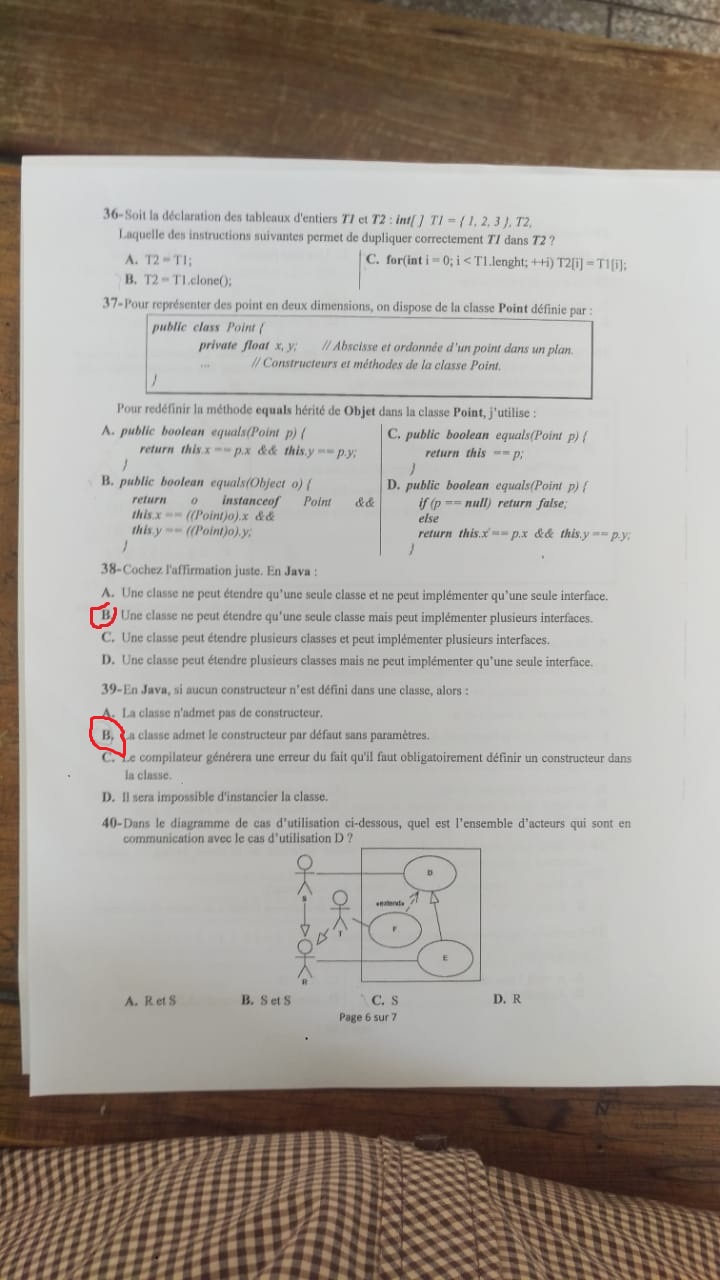 36-Soit la déclaration des tableaux d'entiers T1 et T2 : int[ ] T1 = { 1, 2, 3 }, T2,
Laquelle des instructions suivantes permet de dupliquer correctement T1 dans T2 ?
A. T2 = T1;
B. T2 = T1.clone();
C. for(int i = 0; i < T1.lenght; ++i) T2[i] = T1[i];
37-Pour représenter des point en deux dimensions, on dispose de la classe Point définie par :
public class Point {
private float x, y; // Abscisse et ordonnée d'un point dans un plan.
... // Constructeurs et méthodes de la classe Point.
}
Pour redéfinir la méthode equals hérité de Objet dans la classe Point, j'utilise :
A. public boolean equals(Point p) {
return this.x == p.x && this.y == p.y;
}
B. public boolean equals(Object o) {
return o instanceof Point &&
this.x == ((Point)o).x &&
this.y == ((Point)o).y;
}
C. public boolean equals(Point p) {
return this == p;
}
D. public boolean equals(Point p) {
if (p == null) return false;
else
return this.x == p.x && this.y == p.y;
}
38-Cochez l'affirmation juste. En Java :
A. Une classe ne peut étendre qu'une seule classe et ne peut implémenter qu'une seule interface.
B. Une classe ne peut étendre qu'une seule classe mais peut implémenter plusieurs interfaces.
C. Une classe peut étendre plusieurs classes et peut implémenter plusieurs interfaces.
D. Une classe peut étendre plusieurs classes mais ne peut implémenter qu'une seule interface.
39-En Java, si aucun constructeur n'est défini dans une classe, alors :
A. La classe n'admet pas de constructeur.
B. La classe admet le constructeur par défaut sans paramètres.
C. Le compilateur générera une erreur du fait qu'il faut obligatoirement définir un constructeur dans
la classe.
D. Il sera impossible d'instancier la classe.
40-Dans le diagramme de cas d'utilisation ci-dessous, quel est l'ensemble d'acteurs qui sont en
communication avec le cas d'utilisation D ?
D
S
«extend»
T
F
E
R
A. R et S B. S et S C. S D. R
Page 6 sur 7